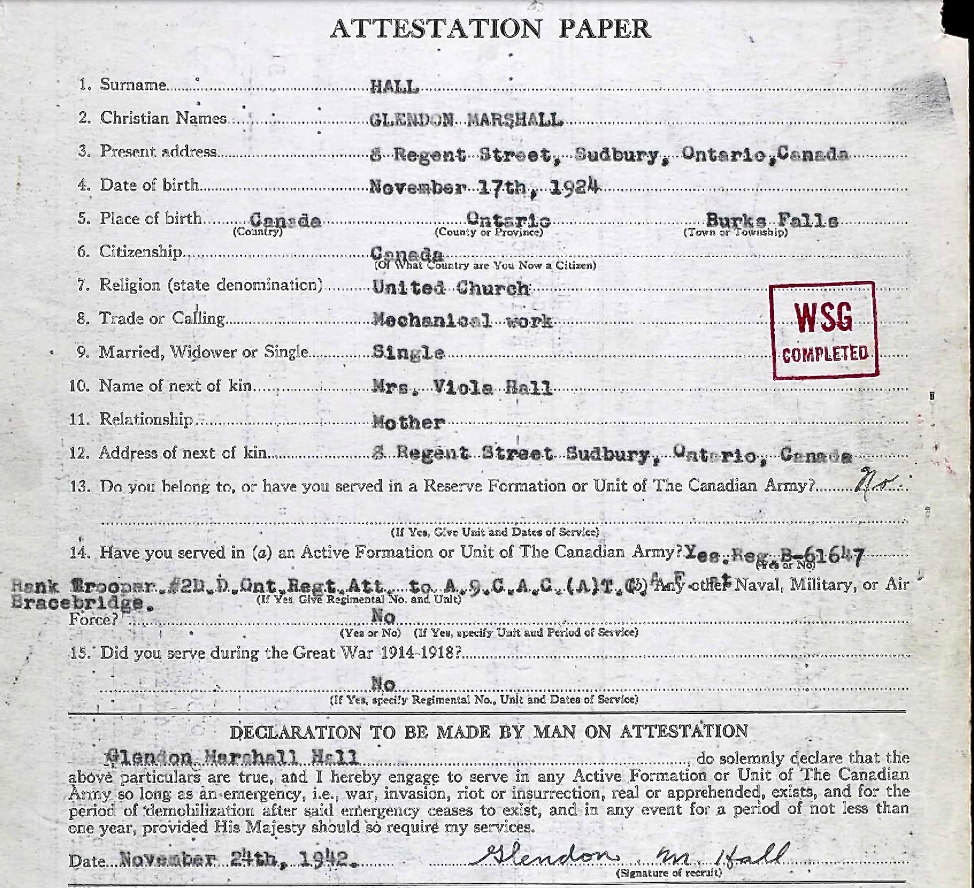 ATTESTATION PAPER
1. Surname HALL
2. Christian Names GLENDON MARSHALL
3. Present address 8 Regent Street, Sudbury, Ontario,Canada
4. Date of birth November 17th, 1924
5. Place of birth Canada Ontario Burks Falls
(Country) (County or Province) (Town or Township)
6. Citizenship Canada
(Of What Country are You Now a Citizen)
7. Religion (state denomination) United Church
WSG
8. Trade or Calling Mechanical work
COMPLETED
9. Married, Widower or Single Single
10. Name of next of kin Mrs. Viola Hall
11. Relationship Mother
12. Address of next of kin 8 Regent Street Sudbury, Ontario, Canada
13. Do you belong to, or have you served in a Reserve Formation or Unit of The Canadian Army? No.
(If Yes, Give Unit and Dates of Service)
14. Have you served in (a) an Active Formation or Unit of The Canadian Army? Yes.Reg.B-61647
(Yes or No)
Rank Trooper #2D.D.Ont.Regt.Att. to A.9.C.A.C.(A)T.C. (b) Any other Naval, Military, or Air
Bracebridge. (If Yes, Give Regimental No. and Unit)
Force? No
(Yes or No) (If Yes, specify Unit and Period of Service)
15. Did you serve during the Great War 1914-1918?
No
(If Yes, specify Regimental No., Unit and Dates of Service)
DECLARATION TO BE MADE BY MAN ON ATTESTATION
Glendon Marshall Hall, do solemnly declare that the
above particulars are true, and I hereby engage to serve in any Active Formation or Unit of The Canadian
Army so long as an emergency, i.e., war, invasion, riot or insurrection, real or apprehended, exists, and for the
period of demobilization after said emergency ceases to exist, and in any event for a period of not less than
one year, provided His Majesty should so require my services.
Date November 24th, 1942. Glendon M. Hall
(Signature of recruit)